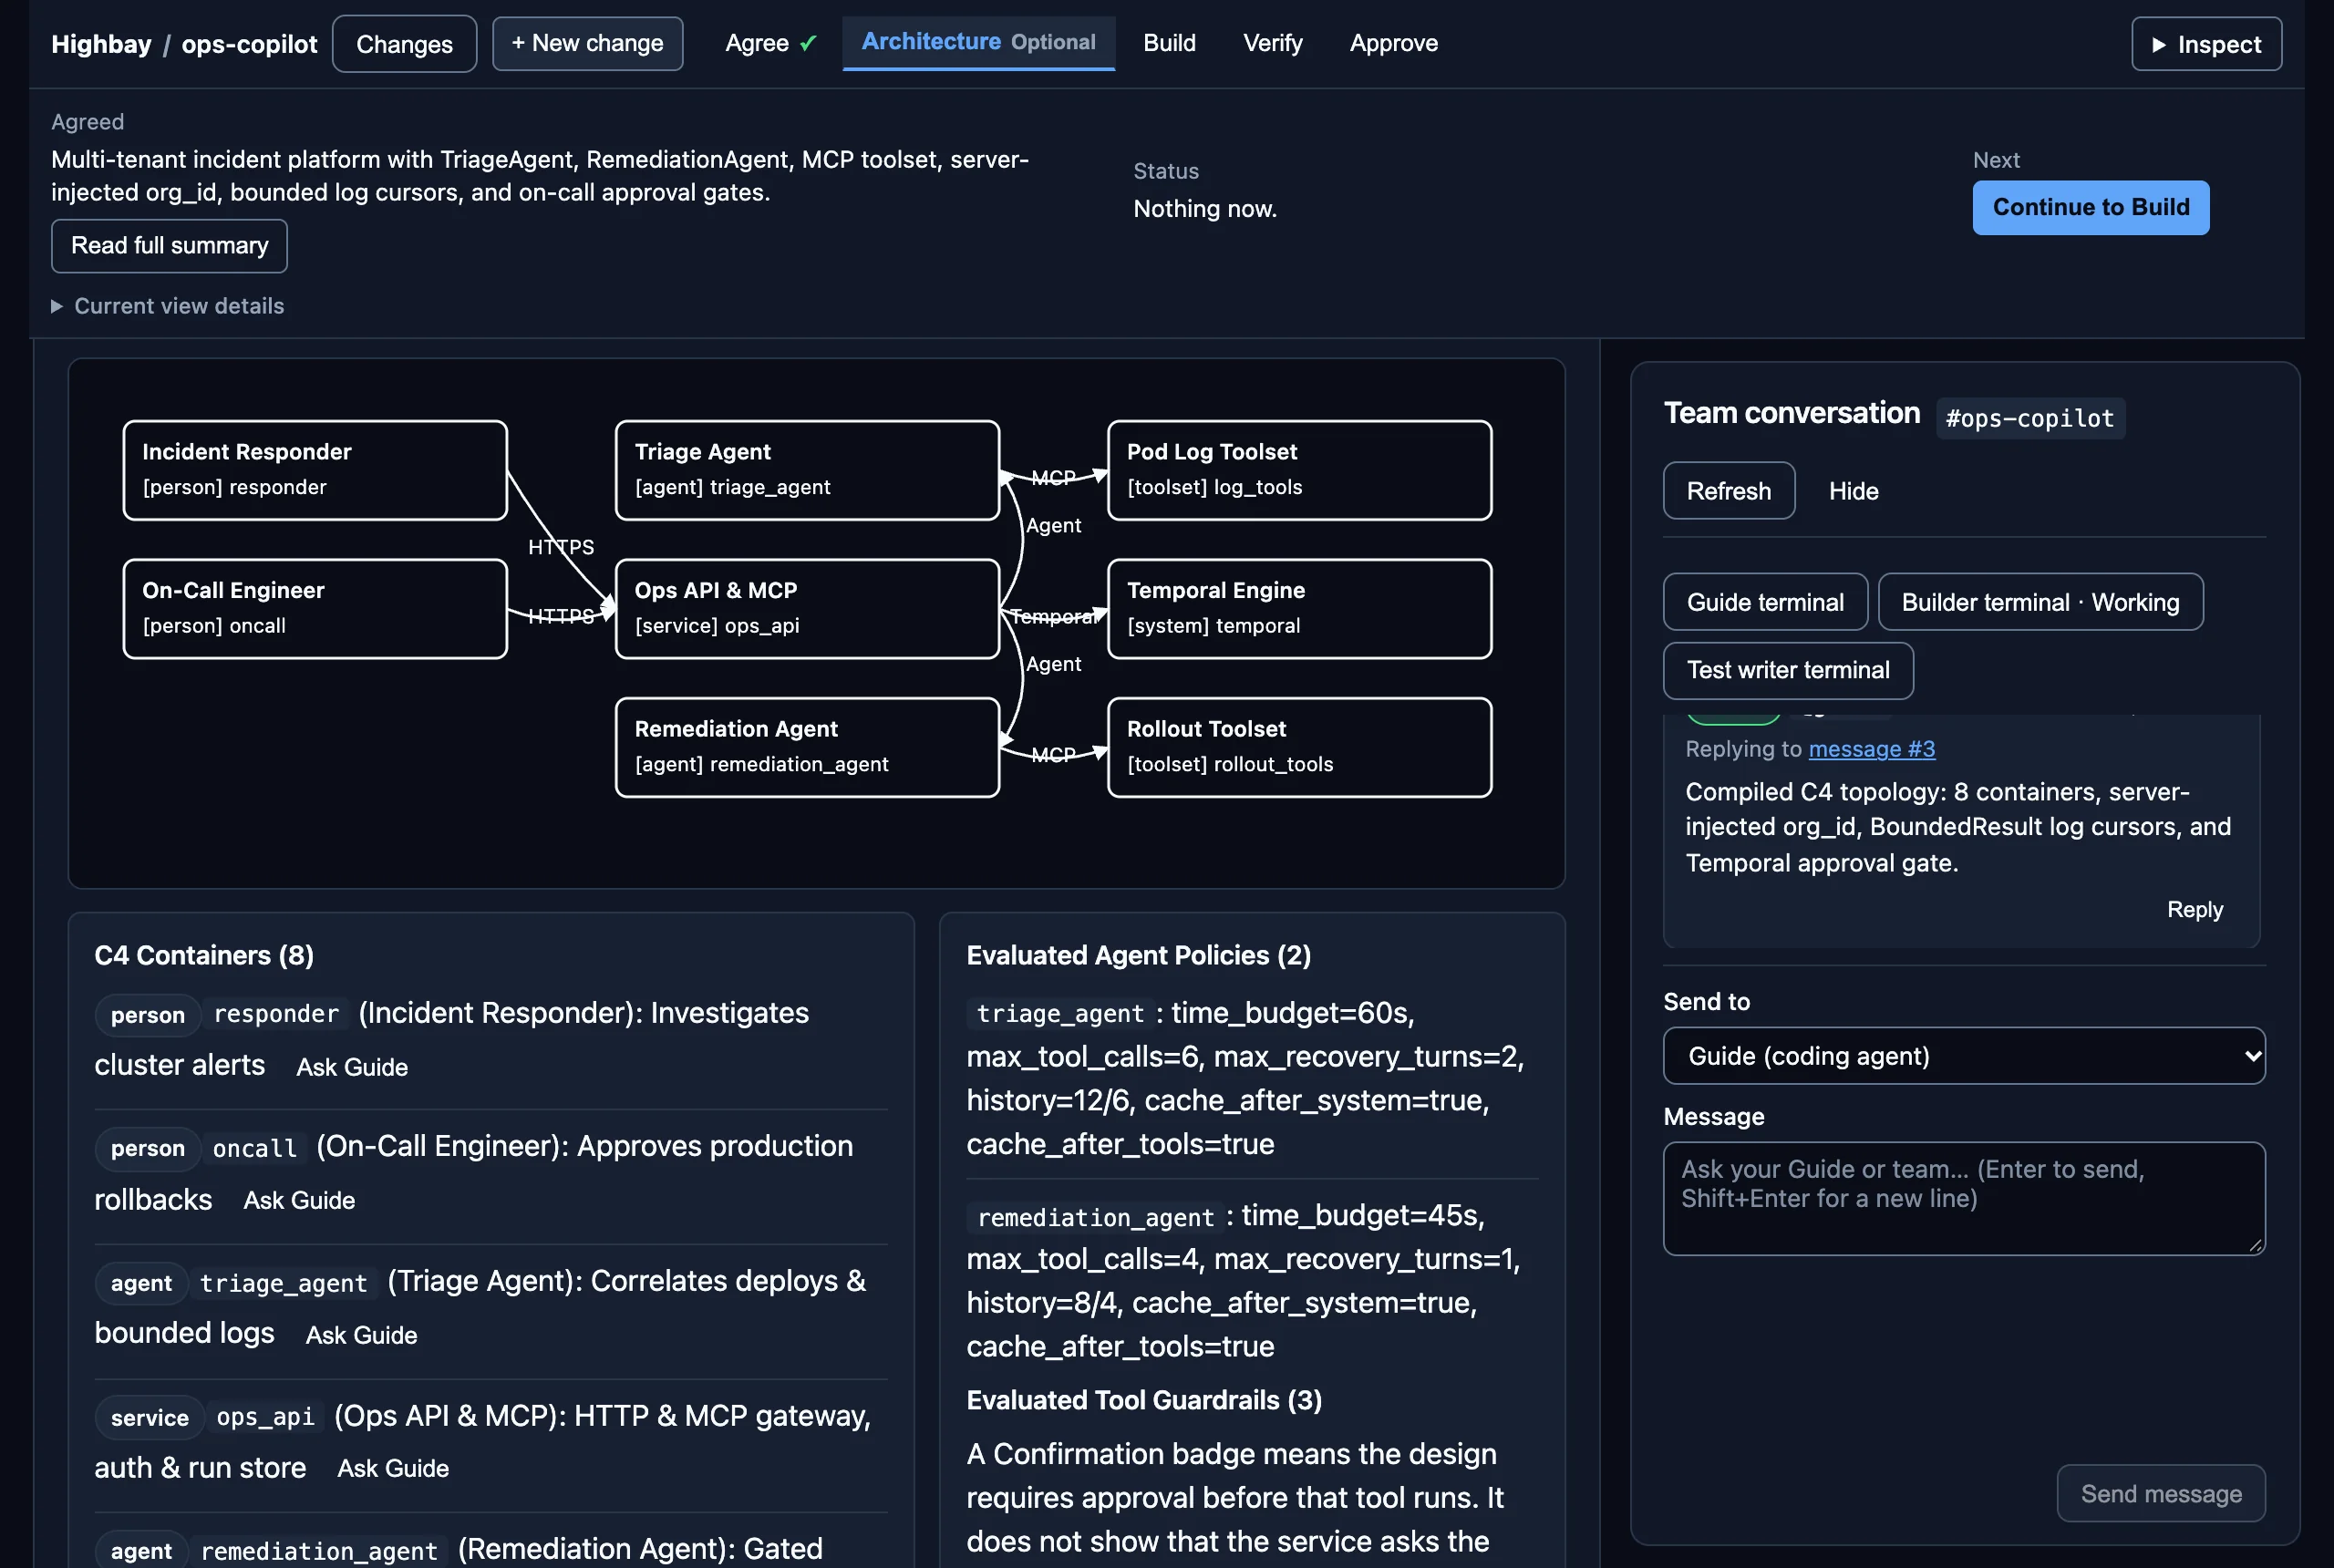 Highbay / ops-copilot
Changes
+ New change
Agree ✓
Architecture Optional
Build
Verify
Approve
▶ Inspect
Agreed
Multi-tenant incident platform with TriageAgent, RemediationAgent, MCP toolset, server-
injected org_id, bounded log cursors, and on-call approval gates.
Read full summary
▶ Current view details
Status
Nothing now.
Next
Continue to Build
Incident Responder
[person] responder
On-Call Engineer
[person] oncall
HTTPS
HTTPS
Triage Agent
[agent] triage_agent
Ops API & MCP
[service] ops_api
Remediation Agent
[agent] remediation_agent
MCP
Agent
Temporal
Agent
MCP
Pod Log Toolset
[toolset] log_tools
Temporal Engine
[system] temporal
Rollout Toolset
[toolset] rollout_tools
C4 Containers (8)
person responder (Incident Responder): Investigates
cluster alerts Ask Guide
person oncall (On-Call Engineer): Approves production
rollbacks Ask Guide
agent triage_agent (Triage Agent): Correlates deploys &
bounded logs Ask Guide
service ops_api (Ops API & MCP): HTTP & MCP gateway,
auth & run store Ask Guide
agent remediation_agent (Remediation Agent): Gated
Evaluated Agent Policies (2)
triage_agent : time_budget=60s,
max_tool_calls=6, max_recovery_turns=2,
history=12/6, cache_after_system=true,
cache_after_tools=true
remediation_agent : time_budget=45s,
max_tool_calls=4, max_recovery_turns=1,
history=8/4, cache_after_system=true,
cache_after_tools=true
Evaluated Tool Guardrails (3)
A Confirmation badge means the design
requires approval before that tool runs. It
does not show that the service asks the
Team conversation #ops-copilot
Refresh
Hide
Guide terminal
Builder terminal · Working
Test writer terminal
Replying to message #3
Compiled C4 topology: 8 containers, server-
injected org_id, BoundedResult log cursors, and
Temporal approval gate.
Reply
Send to
Guide (coding agent)
Message
Ask your Guide or team... (Enter to send,
Shift+Enter for a new line)
Send message